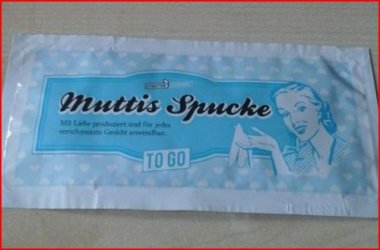 Muttis Spucke
Mit Liebe produziert und für jedes
verschmutzte Gesicht anwendbar.
TO GO